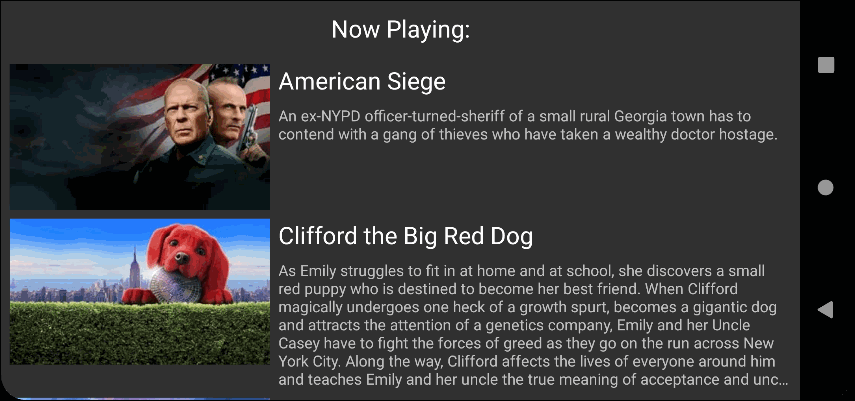 Now Playing:
American Siege
An ex-NYPD officer-turned-sheriff of a small rural Georgia town has to
contend with a gang of thieves who have taken a wealthy doctor hostage.
Clifford the Big Red Dog
As Emily struggles to fit in at home and at school, she discovers a small
red puppy who is destined to become her best friend. When Clifford
magically undergoes one heck of a growth spurt, becomes a gigantic dog
and attracts the attention of a genetics company, Emily and her Uncle
Casey have to fight the forces of greed as they go on the run across New
York City. Along the way, Clifford affects the lives of everyone around him
and teaches Emily and her uncle the true meaning of acceptance and unc…